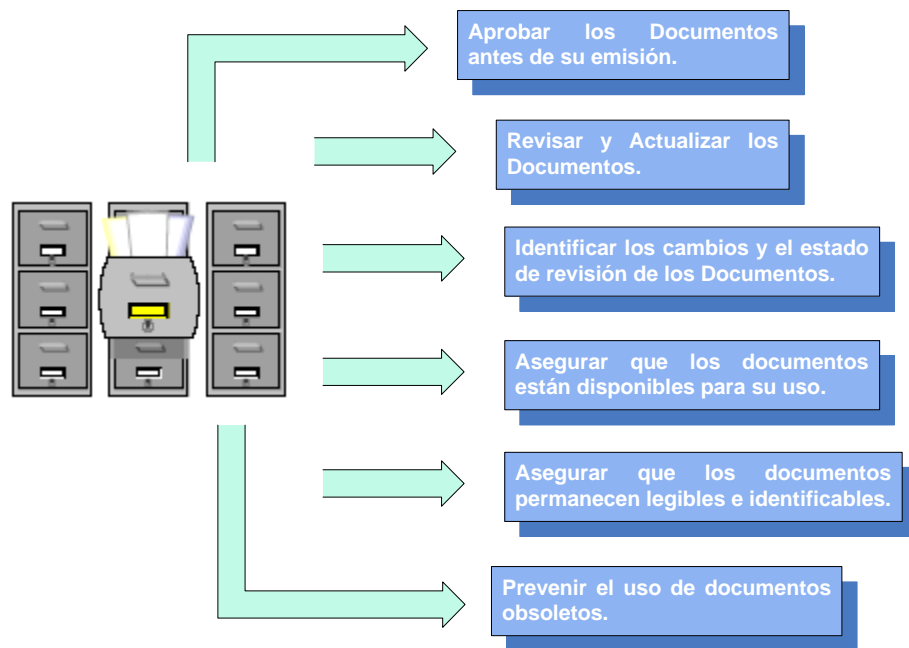 Aprobar los Documentos
antes de su emisión.
Revisar y Actualizar los
Documentos.
Identificar los cambios y el estado
de revisión de los Documentos.
Asegurar que los documentos
están disponibles para su uso.
Asegurar que los documentos
permanecen legibles e identificables.
Prevenir el uso de documentos
obsoletos.